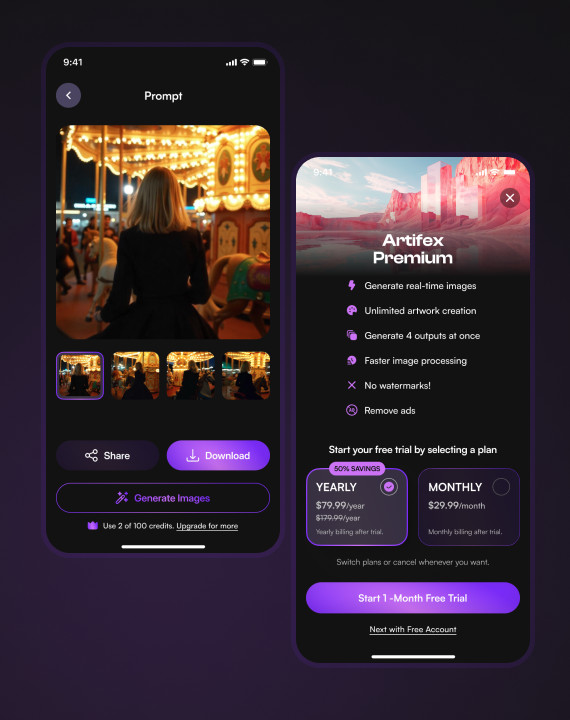 9:41
Prompt
Share
Download
Generate Images
Use 2 of 100 credits. Upgrade for more
9:41
Artifex
Premium
Generate real-time images
Unlimited artwork creation
Generate 4 outputs at once
Faster image processing
No watermarks!
Remove ads
Start your free trial by selecting a plan
50% SAVINGS
YEARLY
$79.99/year
$179.99/year
Yearly billing after trial.
MONTHLY
$29.99/month
Monthly billing after trial.
Switch plans or cancel whenever you want.
Start 1 -Month Free Trial
Next with Free Account